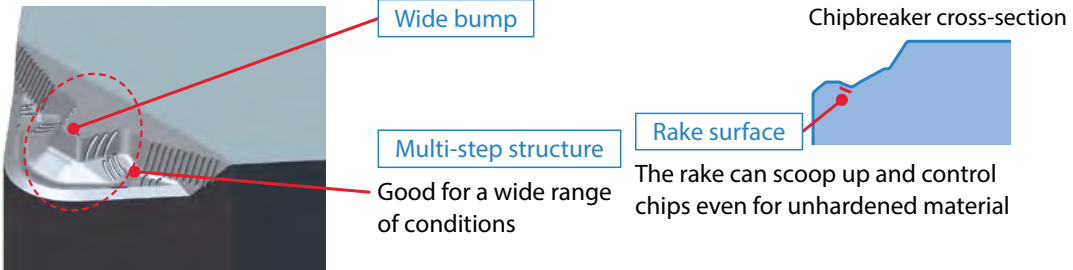 Wide bump
Multi-step structure
Good for a wide range
of conditions
Chipbreaker cross-section
Rake surface
The rake can scoop up and control
chips even for unhardened material